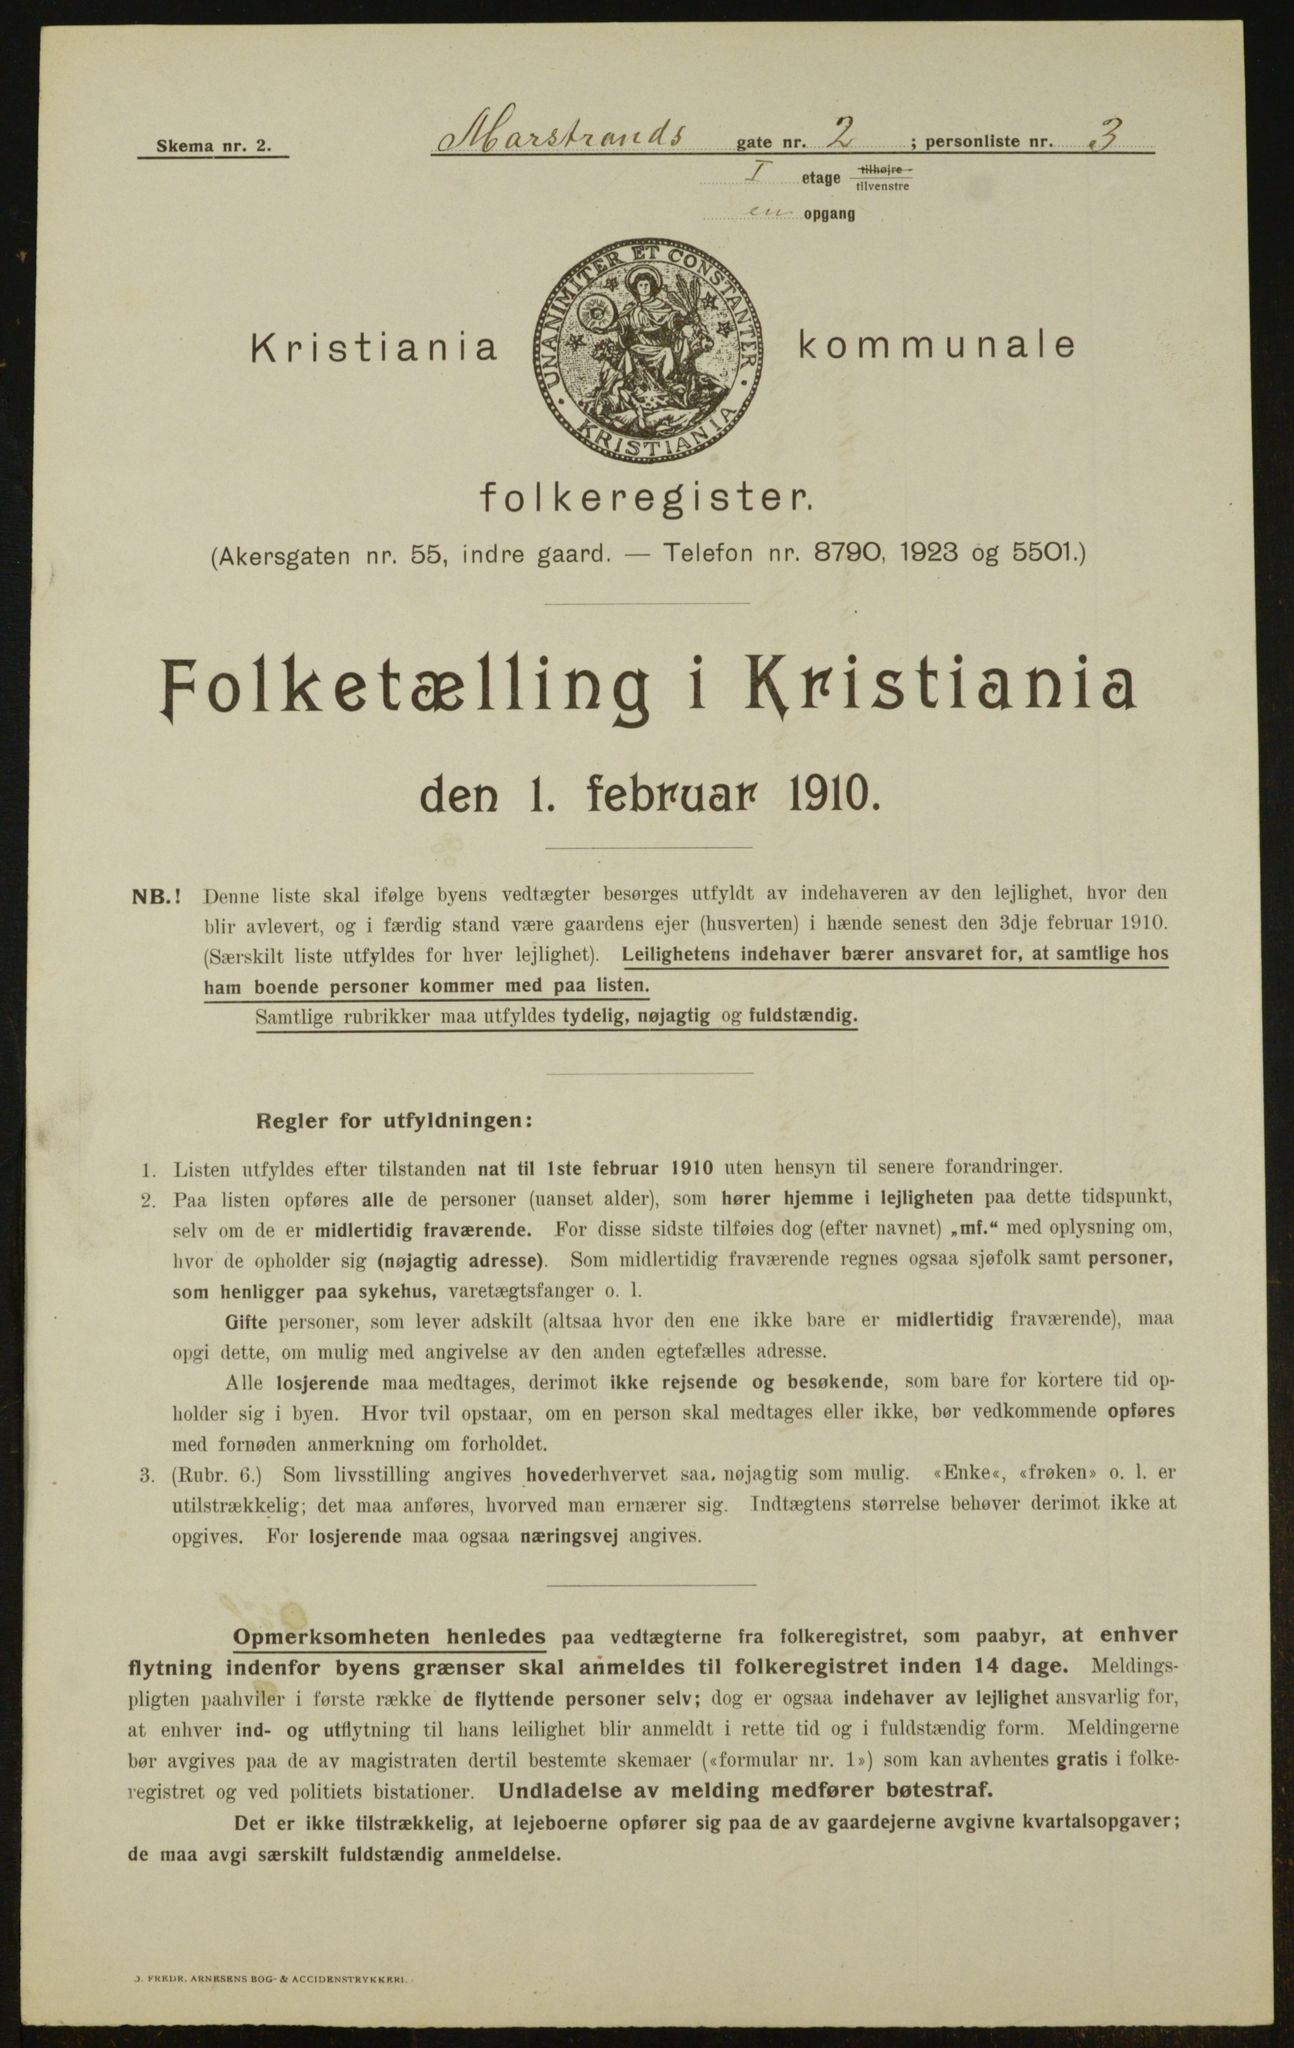 Skema nr. 2.
Marstrands gate nr. 2 ; personliste nr. 3
I etage tilhøjre
tilvenstre
en opgang
UNANIMITER ET CONSTANTER
KRISTIANIA
Kristiania kommunale
folkeregister.
(Akersgaten nr. 55, indre gaard. — Telefon nr. 8790, 1923 og 5501.)
Folketælling i Kristiania
den 1. februar 1910.
NB.! Denne liste skal ifølge byens vedtægter besørges utfyldt av indehaveren av den lejlighet, hvor den
blir avlevert, og i færdig stand være gaardens ejer (husverten) i hænde senest den 3dje februar 1910.
(Særskilt liste utfyldes for hver lejlighet). Leilighetens indehaver bærer ansvaret for, at samtlige hos
ham boende personer kommer med paa listen.
Samtlige rubrikker maa utfyldes tydelig, nøjagtig og fuldstændig.
Regler for utfyldningen:
1. Listen utfyldes efter tilstanden nat til 1ste februar 1910 uten hensyn til senere forandringer.
2. Paa listen opføres alle de personer (uanset alder), som hører hjemme i lejligheten paa dette tidspunkt,
selv om de er midlertidig fraværende. For disse sidste tilføies dog (efter navnet) „mf.“ med oplysning om,
hvor de opholder sig (nøjagtig adresse). Som midlertidig fraværende regnes ogsaa sjøfolk samt personer,
som henligger paa sykehus, varetægtsfanger o. l.
Gifte personer, som lever adskilt (altsaa hvor den ene ikke bare er midlertidig fraværende), maa
opgi dette, om mulig med angivelse av den anden egtefælles adresse.
Alle losjerende maa medtages, derimot ikke rejsende og besøkende, som bare for kortere tid op-
holder sig i byen. Hvor tvil opstaar, om en person skal medtages eller ikke, bør vedkommende opføres
med fornøden anmerkning om forholdet.
3. (Rubr. 6.) Som livsstilling angives hovederhvervet saa nøjagtig som mulig. «Enke«, «frøken» o. l. er
utilstrækkelig; det maa anføres, hvorved man ernærer sig. Indtægtens størrelse behøver derimot ikke at
opgives. For losjerende maa ogsaa næringsvej angives.
Opmerksomheten henledes paa vedtægterne fra folkeregistret, som paabyr, at enhver
flytning indenfor byens grænser skal anmeldes til folkeregistret inden 14 dage. Meldings-
pligten paahviler i første række de flyttende personer selv; dog er ogsaa indehaver av lejlighet ansvarlig for,
at enhver ind- og utflytning til hans leilighet blir anmeldt i rette tid og i fuldstændig form. Meldingerne
bør avgives paa de av magistraten dertil bestemte skemaer («formular nr. 1») som kan avhentes gratis i folke-
registret og ved politiets bistationer. Undladelse av melding medfører bøtestraf.
Det er ikke tilstrækkelig, at lejeboerne opfører sig paa de av gaardejerne avgivne kvartalsopgaver;
de maa avgi særskilt fuldstændig anmeldelse.
J. FREDR. ARNESENS BOG- & ACCIDENSTRYKKERI.